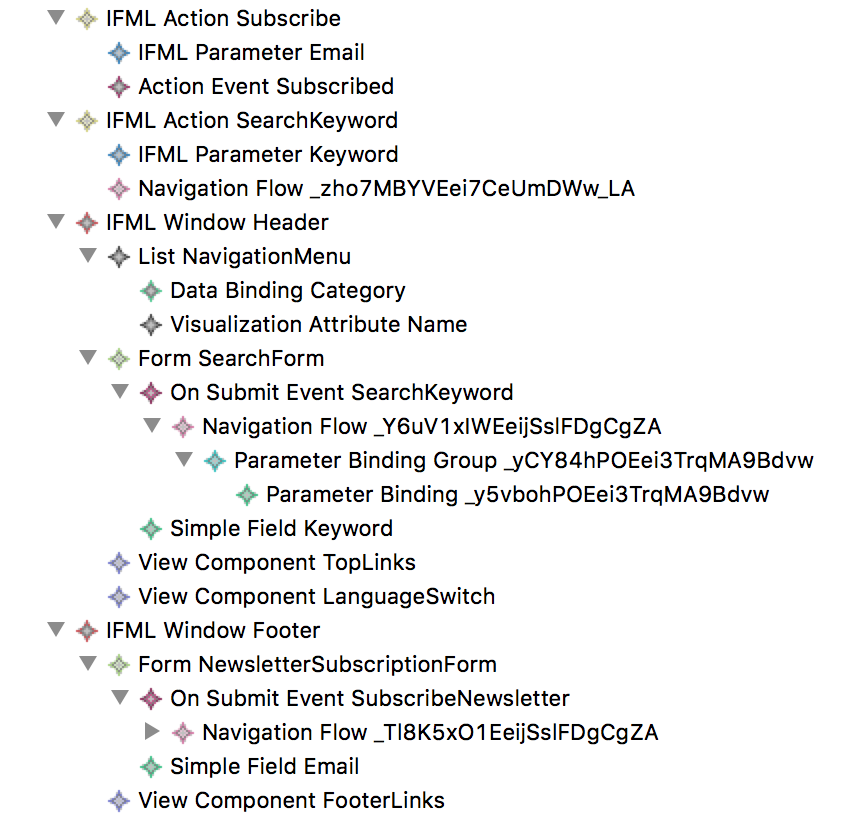 IFML Action Subscribe
IFML Parameter Email
Action Event Subscribed
IFML Action SearchKeyword
IFML Parameter Keyword
Navigation Flow _zho7MBYVEei7CeUmDWw_LA
IFML Window Header
List NavigationMenu
Data Binding Category
Visualization Attribute Name
Form SearchForm
On Submit Event SearchKeyword
Navigation Flow _Y6uV1xIWEeijSslFDgCgZA
Parameter Binding Group _yCY84hPOEei3TrqMA9Bdvw
Parameter Binding _y5vbohPOEei3TrqMA9Bdvw
Simple Field Keyword
View Component TopLinks
View Component LanguageSwitch
IFML Window Footer
Form NewsletterSubscriptionForm
On Submit Event SubscribeNewsletter
Navigation Flow _Tl8K5xO1EeijSslFDgCgZA
Simple Field Email
View Component FooterLinks